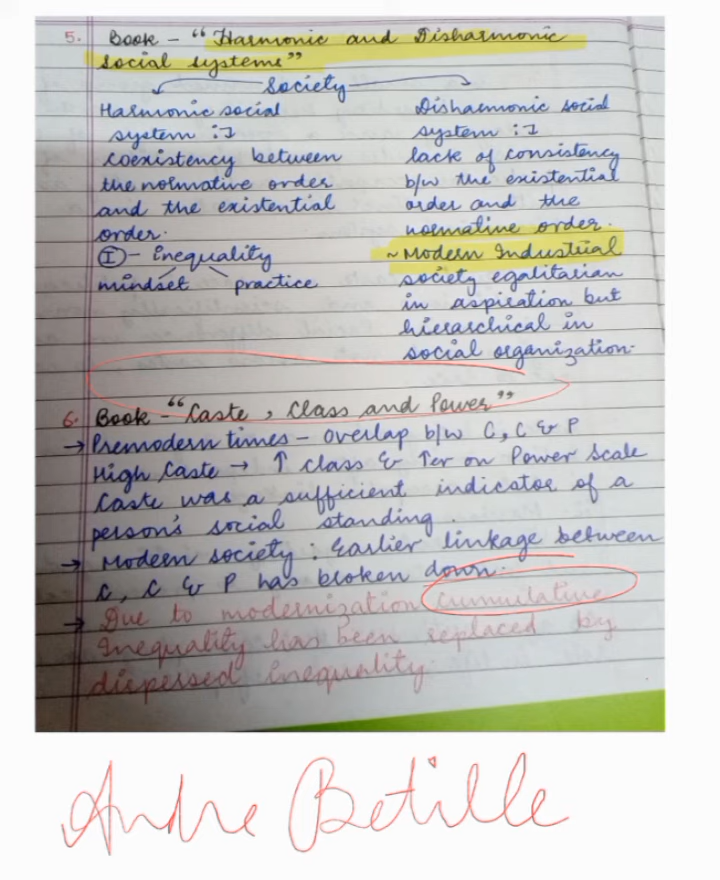 5. Book - "Harmonic and Disharmonic
Social systems"
Society
Harmonic social
system :⊐
coexistency between
the normative order
and the existential
order.
Ⓘ - inequality
mindset practice
Disharmonic social
system :⊐
lack of consistency
b/w the existential
order and the
normative order.
~ Modern Industrial
society egalitarian
in aspiration but
hierarchical in
social organization.
6. Book - "Caste, Class and Power"
→ Premodern times - overlap b/w C, C & P
High Caste → ↑ class & ↑er on Power Scale
Caste was a sufficient indicator of a
person's social standing.
→ Modern society : Earlier linkage between
C, C & P has broken down.
→ Due to modernization cumulative
Inequality has been replaced by
dispersed inequality.
Andre Betille